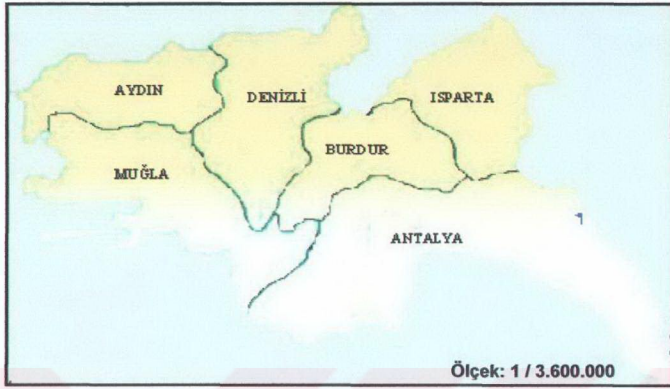 AYDIN
DENİZLİ
ISPARTA
BURDUR
MUĞLA
ANTALYA
Ölçek: 1 / 3.600.000